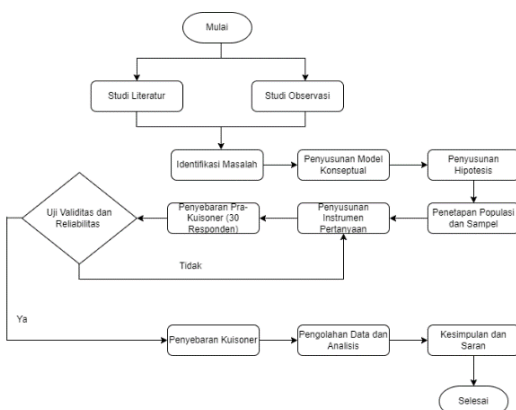 Mulai
Studi Literatur
Studi Observasi
Identifikasi Masalah
Penyusunan Model
Konseptual
Penyusunan
Hipotesis
Uji Validitas dan
Reliabilitas
Penyebaran Pra-
Kuisoner (30
Responden)
Penyusunan
Instrumen
Pertanyaan
Penetapan Populasi
dan Sampel
Tidak
Ya
Penyebaran Kuisoner
Pengolahan Data dan
Analisis
Kesimpulan dan
Saran
Selesai